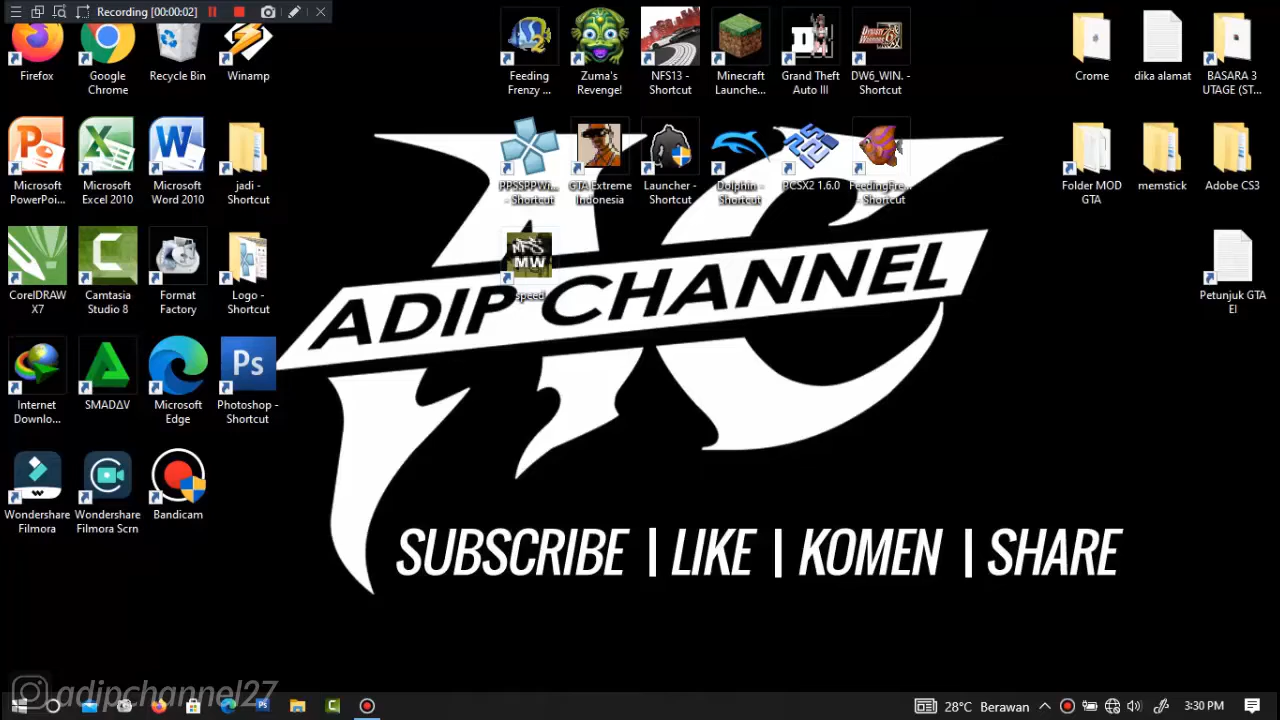 Recording [00:00:02]
Firefox
Google
Chrome
Recycle Bin
Winamp
Feeding
Frenzy ...
Zuma's
Revenge!
NFS13 -
Shortcut
Minecraft
Launche...
Grand Theft
Auto III
DW6_WIN. -
Shortcut
Crome
dika alamat
BASARA 3
UTAGE (ST...
Microsoft
PowerPoi...
Microsoft
Excel 2010
Microsoft
Word 2010
jadi -
Shortcut
PPSSPPWi...
- Shortcut
GTA Extreme
Indonesia
Launcher -
Shortcut
Dolphin -
Shortcut
PCSX2 1.6.0
FeedingFre...
- Shortcut
Folder MOD
GTA
memstick
Adobe CS3
CorelDRAW
X7
Camtasia
Studio 8
Format
Factory
Logo -
Shortcut
NFS
MW
speed
Petunjuk GTA
EI
ADIP CHANNEL
Internet
Downlo...
SMADΔV
Microsoft
Edge
Ps
Photoshop -
Shortcut
Wondershare
Filmora
Wondershare
Filmora Scrn
Bandicam
SUBSCRIBE | LIKE | KOMEN | SHARE
adipchannel27
28°C Berawan
3:30 PM